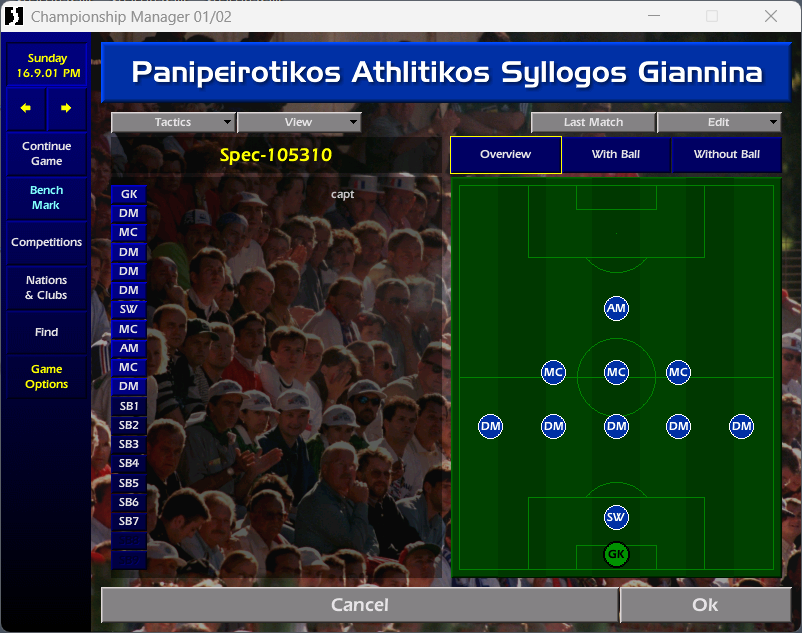 Championship Manager 01/02
Sunday
16.9.01 PM
Continue
Game
Bench
Mark
Competitions
Nations
& Clubs
Find
Game
Options
Panipeirotikos Athlitikos Syllogos Giannina
Tactics
View
Last Match
Edit
Spec-105310
Overview
With Ball
Without Ball
GK
capt
DM
MC
DM
DM
DM
SW
MC
AM
MC
DM
SB1
SB2
SB3
SB4
SB5
SB6
SB7
AM
MC MC MC
DM DM DM DM DM
SW
GK
Cancel
Ok